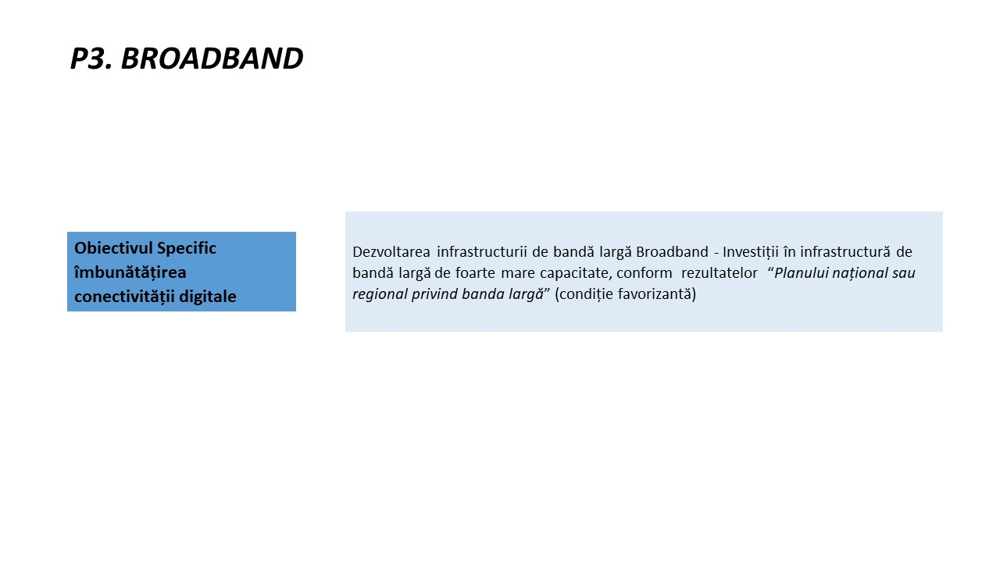 P3. BROADBAND
Obiectivul Specific
îmbunătățirea
conectivității digitale
Dezvoltarea infrastructurii de bandă largă Broadband - Investiții în infrastructură de
bandă largă de foarte mare capacitate, conform rezultatelor “Planului național sau
regional privind banda largă” (condiție favorizantă)